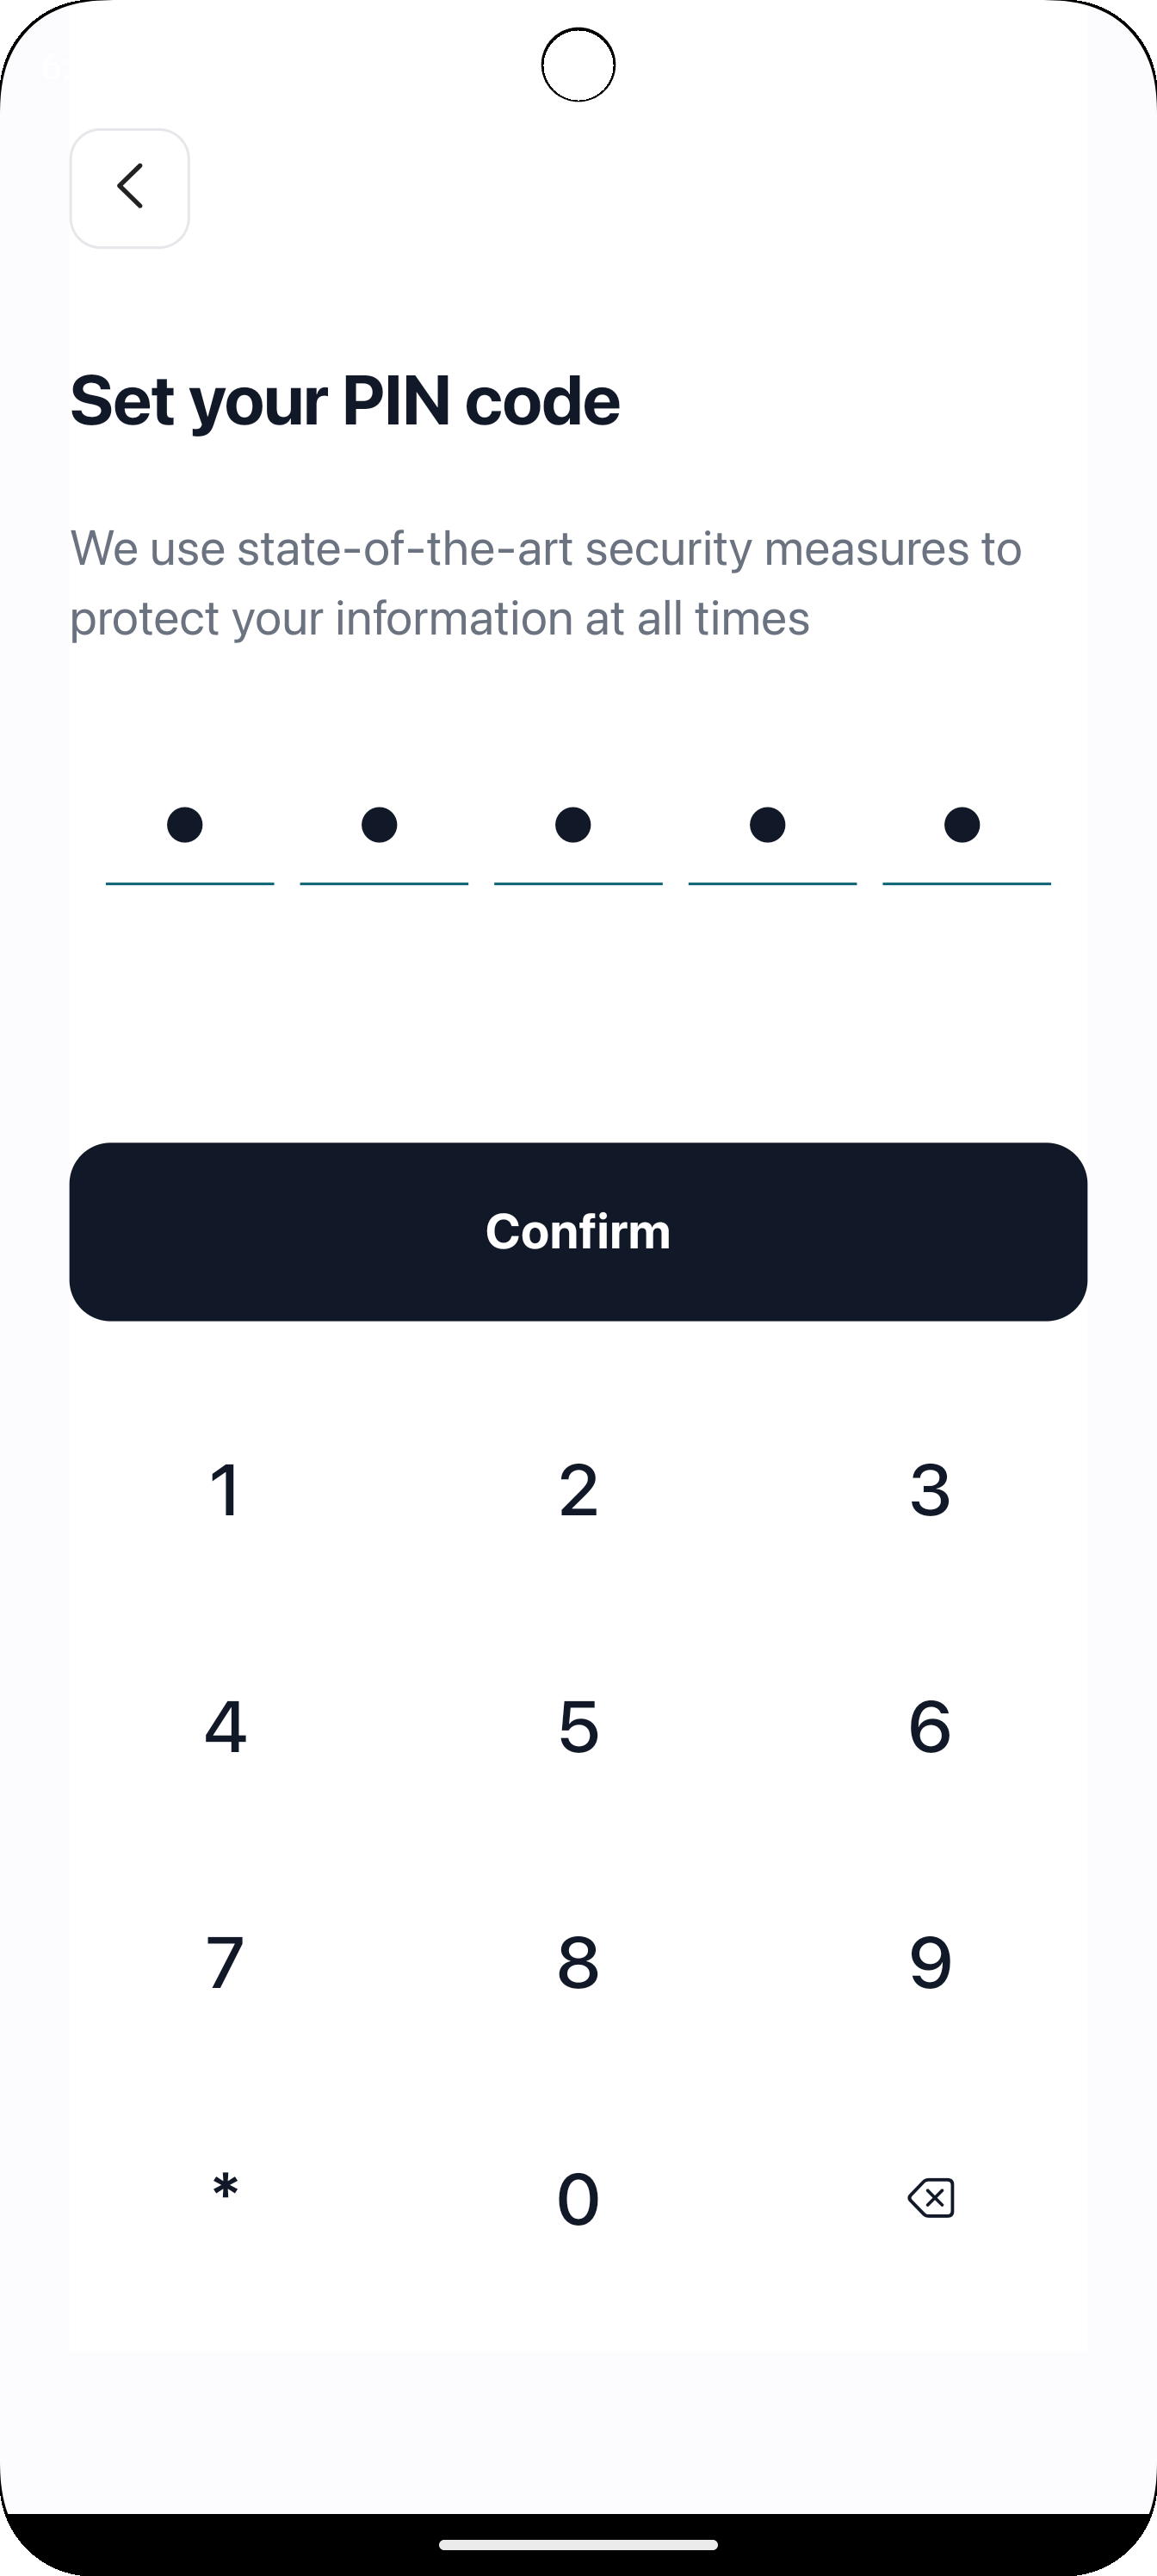 Set your PIN code
We use state-of-the-art security measures to
protect your information at all times
Confirm
1 2 3
4 5 6
7 8 9
* 0